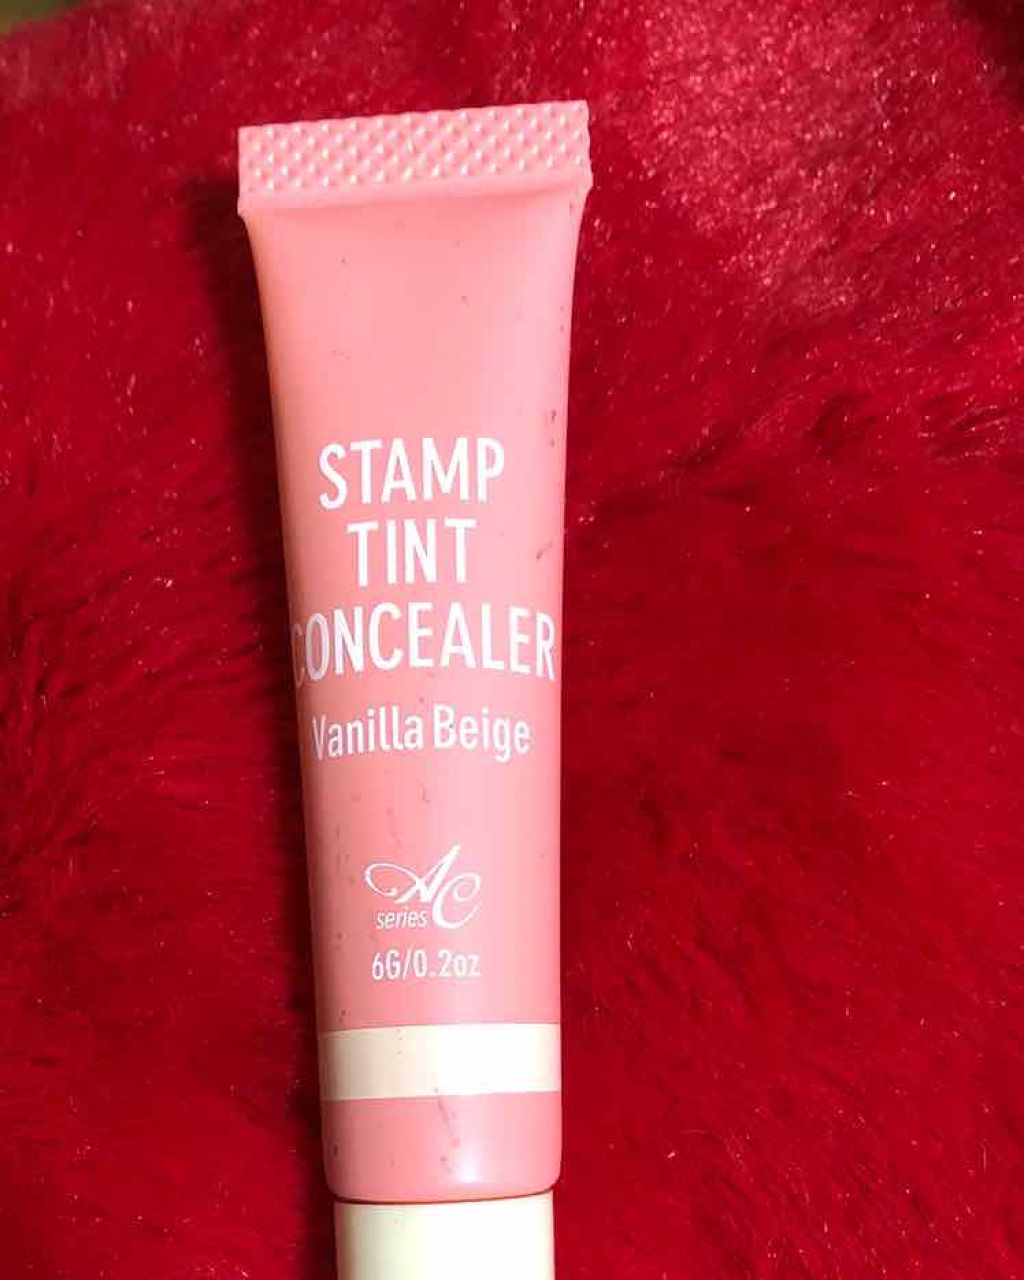 STAMP
TINT
CONCEALER
Vanilla Beige
AC
series
6G/0.2oz